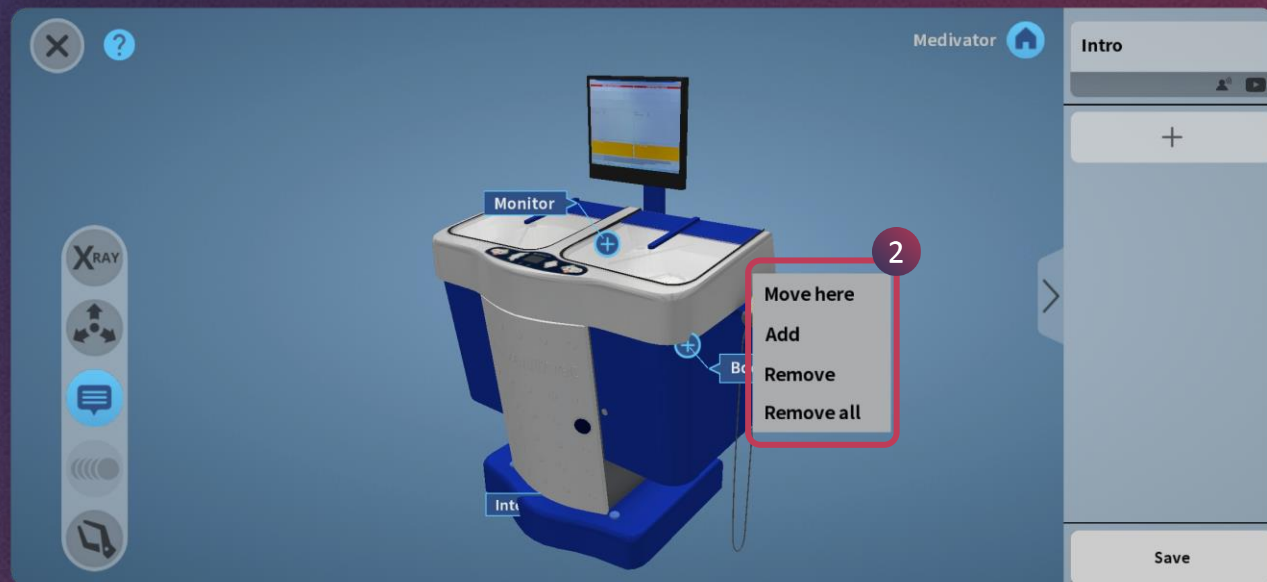 ?
Medivator
Intro
Monitor
2
XRAY
Move here
Add
Remove
Remove all
Save